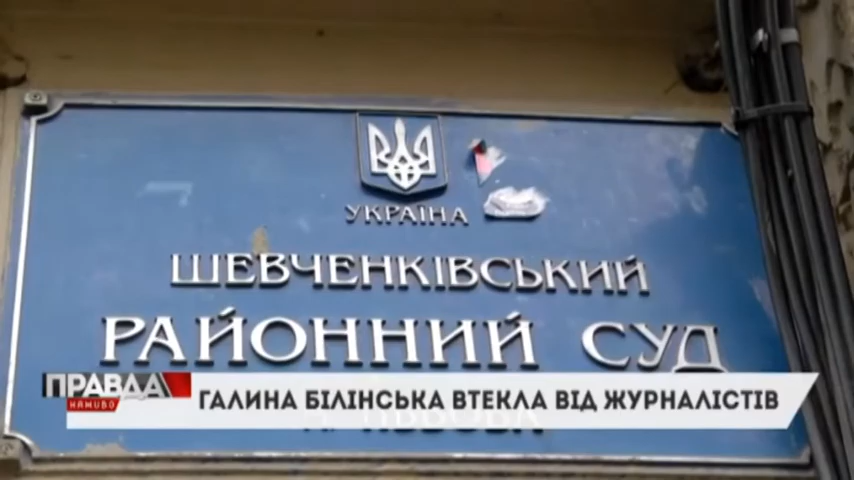 УКРАЇНА
ШЕВЧЕНКІВСЬКИЙ
РАЙОННИЙ СУД
ПРАВДА
НАЖИВО
ГАЛИНА БІЛІНСЬКА ВТЕКЛА ВІД ЖУРНАЛІСТІВ